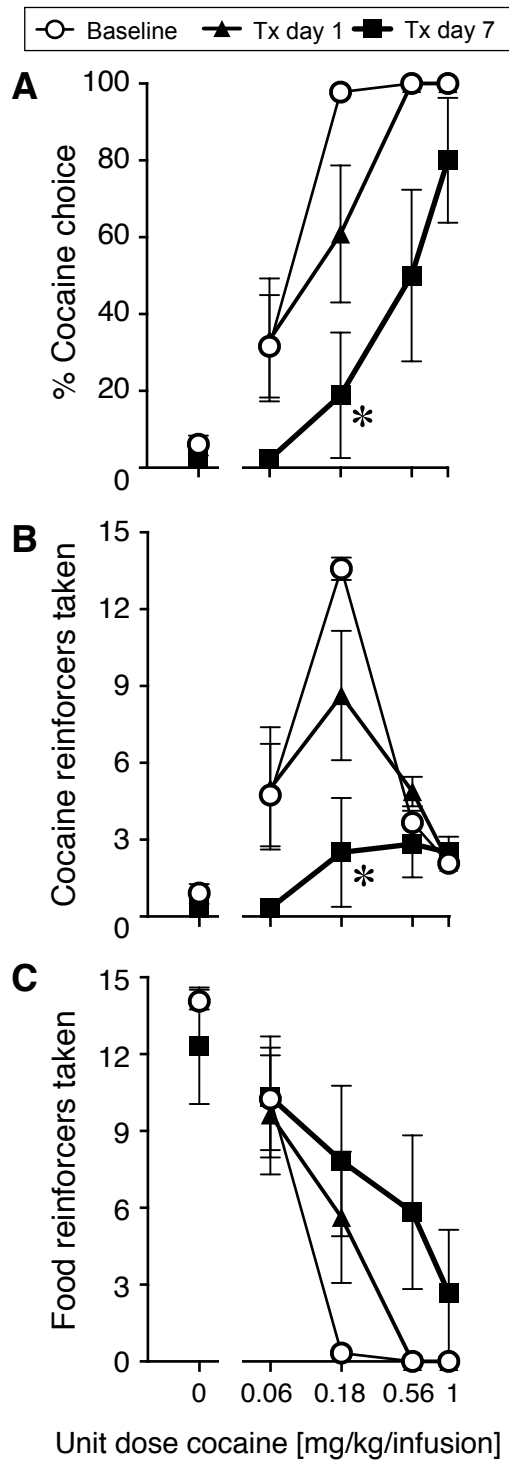 Baseline Tx day 1 Tx day 7
A
% Cocaine choice
100
80
60
40
20
0
*
B
Cocaine reinforcers taken
15
12
9
6
3
0
*
C
Food reinforcers taken
15
12
9
6
3
0
0 0.06 0.18 0.56 1
Unit dose cocaine [mg/kg/infusion]